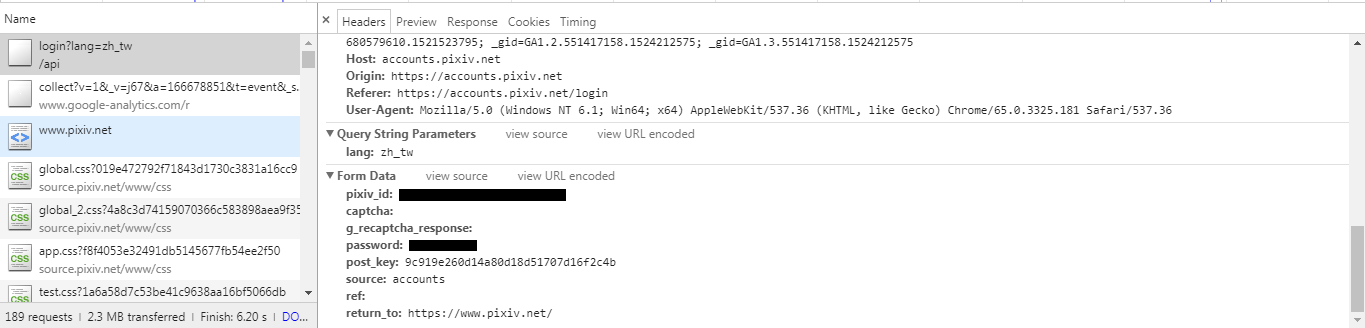 Name
login?lang=zh_tw
/api
collect?v=1&_v=j67&a=166678851&t=event&_s.
www.google-analytics.com/r
www.pixiv.net
global.css?019e472792f71843d1730c3831a16cc9
source.pixiv.net/www/css
global_2.css?4a8c3d74159070366c583898aea9f35
source.pixiv.net/www/css
app.css?f8f4053e32491db5145677fb54ee2f50
source.pixiv.net/www/css
test.css?1a6a58d7c53be41c9638aa16bf5066db
189 requests | 2.3 MB transferred | Finish: 6.20 s | DO...
× Headers Preview Response Cookies Timing
680579610.1521523795; _gid=GA1.2.551417158.1524212575; _gid=GA1.3.551417158.1524212575
Host: accounts.pixiv.net
Origin: https://accounts.pixiv.net
Referer: https://accounts.pixiv.net/login
User-Agent: Mozilla/5.0 (Windows NT 6.1; Win64; x64) AppleWebKit/537.36 (KHTML, like Gecko) Chrome/65.0.3325.181 Safari/537.36
▼ Query String Parameters view source view URL encoded
lang: zh_tw
▼ Form Data view source view URL encoded
pixiv_id:
captcha:
g_recaptcha_response:
password:
post_key: 9c919e260d14a80d18d51707d16f2c4b
source: accounts
ref:
return_to: https://www.pixiv.net/